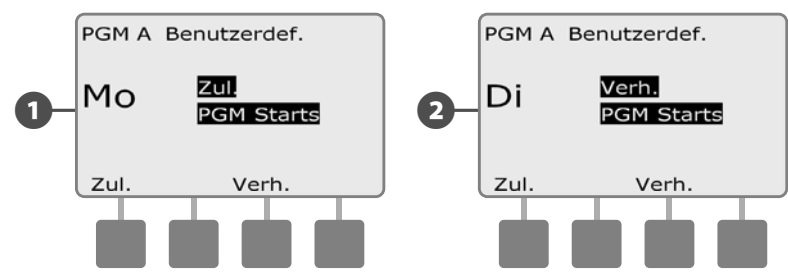 PGM A Benutzerdef.
1
Mo
Zul.
PGM Starts
Zul. Verh.
PGM A Benutzerdef.
2
Di
Verh.
PGM Starts
Zul. Verh.